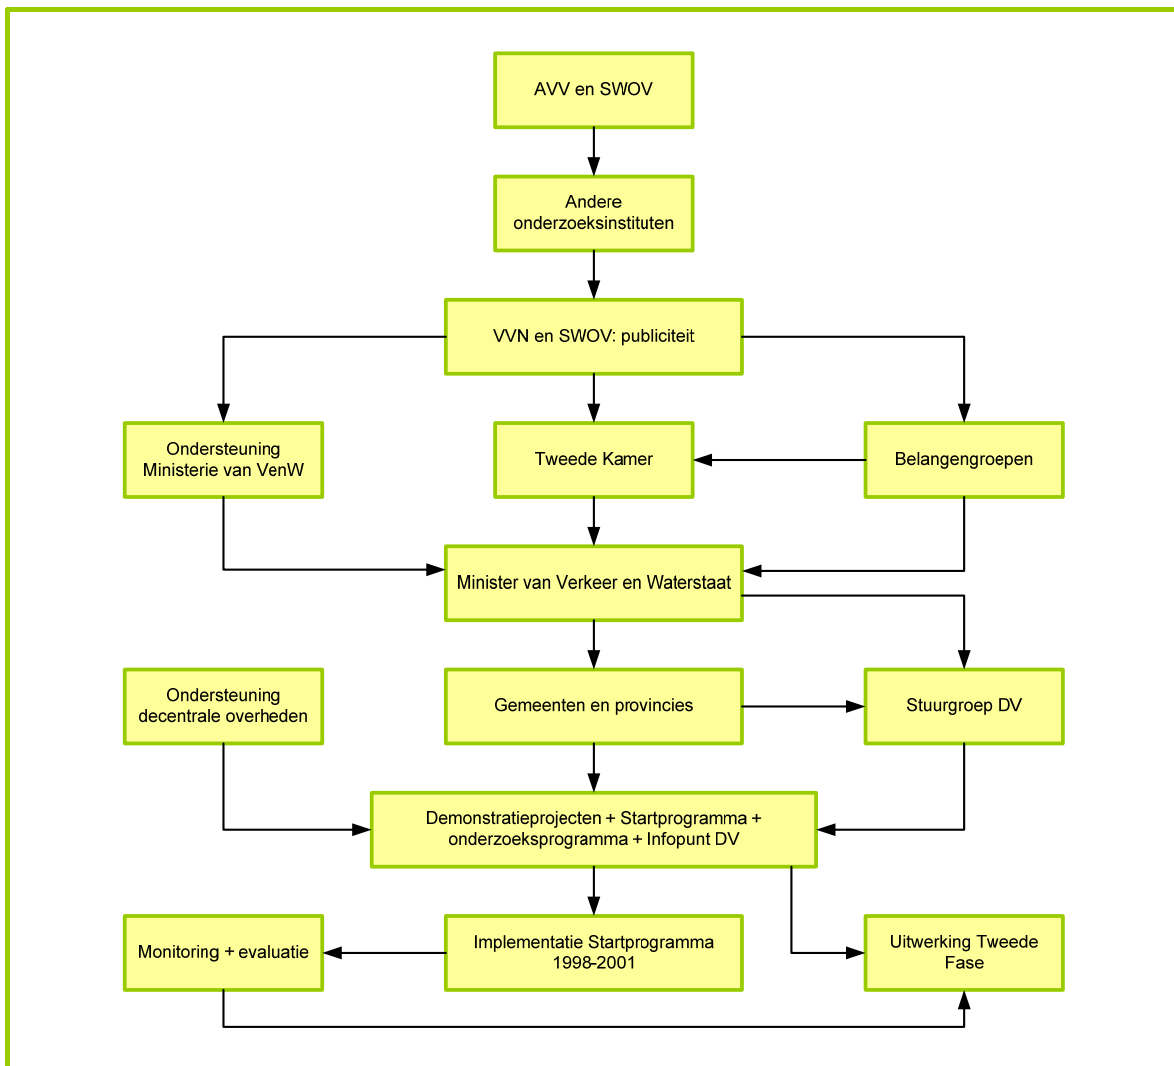 AVV en SWOV
Andere
onderzoeksinstituten
VVN en SWOV: publiciteit
Ondersteuning
Ministerie van VenW
Tweede Kamer
Belangengroepen
Minister van Verkeer en Waterstaat
Ondersteuning
decentrale overheden
Gemeenten en provincies
Stuurgroep DV
Demonstratieprojecten + Startprogramma +
onderzoeksprogramma + Infopunt DV
Monitoring + evaluatie
Implementatie Startprogramma
1998-2001
Uitwerking Tweede
Fase